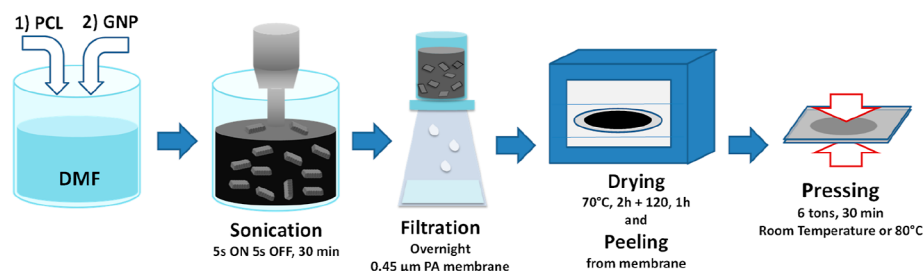 1) PCL
2) GNP
DMF
Sonication
5s ON 5s OFF, 30 min
Filtration
Overnight
0.45 µm PA membrane
Drying
70°C, 2h + 120, 1h
and
Peeling
from membrane
Pressing
6 tons, 30 min
Room Temperature or 80°C